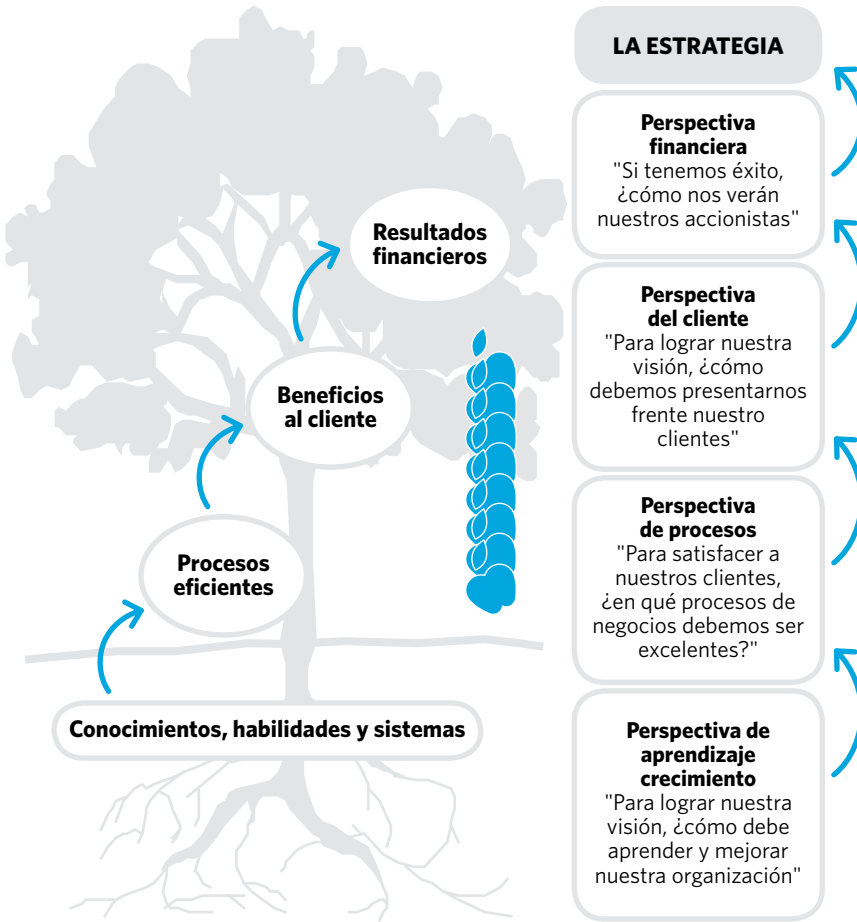 Resultados
financieros
Beneficios
al cliente
Procesos
eficientes
Conocimientos, habilidades y sistemas
LA ESTRATEGIA
Perspectiva
financiera
"Si tenemos éxito,
¿cómo nos verán
nuestros accionistas"
Perspectiva
del cliente
"Para lograr nuestra
visión, ¿cómo
debemos presentarnos
frente nuestro
clientes"
Perspectiva
de procesos
"Para satisfacer a
nuestros clientes,
¿en qué procesos de
negocios debemos ser
excelentes?"
Perspectiva de
aprendizaje
crecimiento
"Para lograr nuestra
visión, ¿cómo debe
aprender y mejorar
nuestra organización"